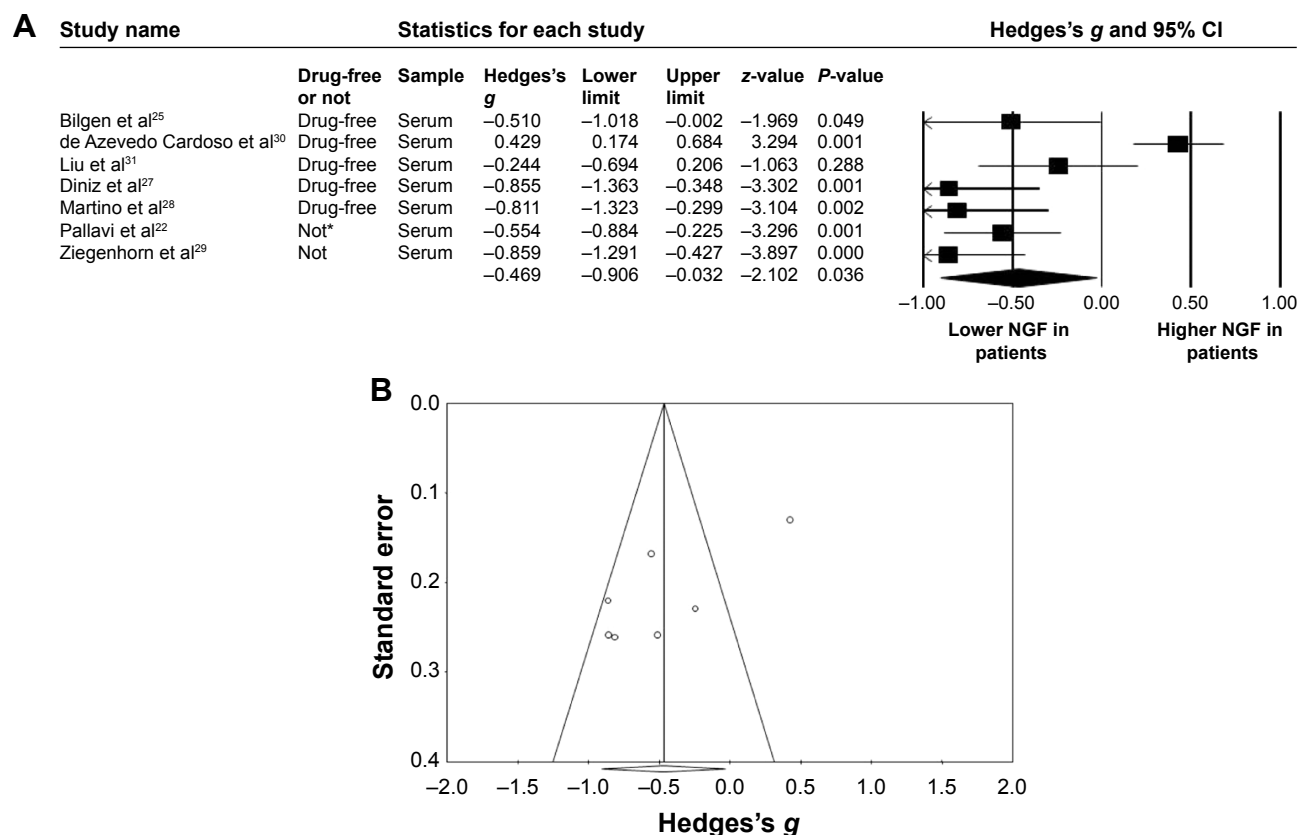 A
Study name Statistics for each study Hedges's g and 95% CI
Drug-free or not Sample Hedges's g Lower limit Upper limit z-value P-value
Bilgen et al25 Drug-free Serum –0.510 –1.018 –0.002 –1.969 0.049
de Azevedo Cardoso et al30 Drug-free Serum 0.429 0.174 0.684 3.294 0.001
Liu et al31 Drug-free Serum –0.244 –0.694 0.206 –1.063 0.288
Diniz et al27 Drug-free Serum –0.855 –1.363 –0.348 –3.302 0.001
Martino et al28 Drug-free Serum –0.811 –1.323 –0.299 –3.104 0.002
Pallavi et al22 Not* Serum –0.554 –0.884 –0.225 –3.296 0.001
Ziegenhorn et al29 Not Serum –0.859 –1.291 –0.427 –3.897 0.000
–0.469 –0.906 –0.032 –2.102 0.036
–1.00 –0.50 0.00 0.50 1.00
Lower NGF in patients
Higher NGF in patients
B
Standard error
0.0
0.1
0.2
0.3
0.4
–2.0 –1.5 –1.0 –0.5 0.0 0.5 1.0 1.5 2.0
Hedges's g